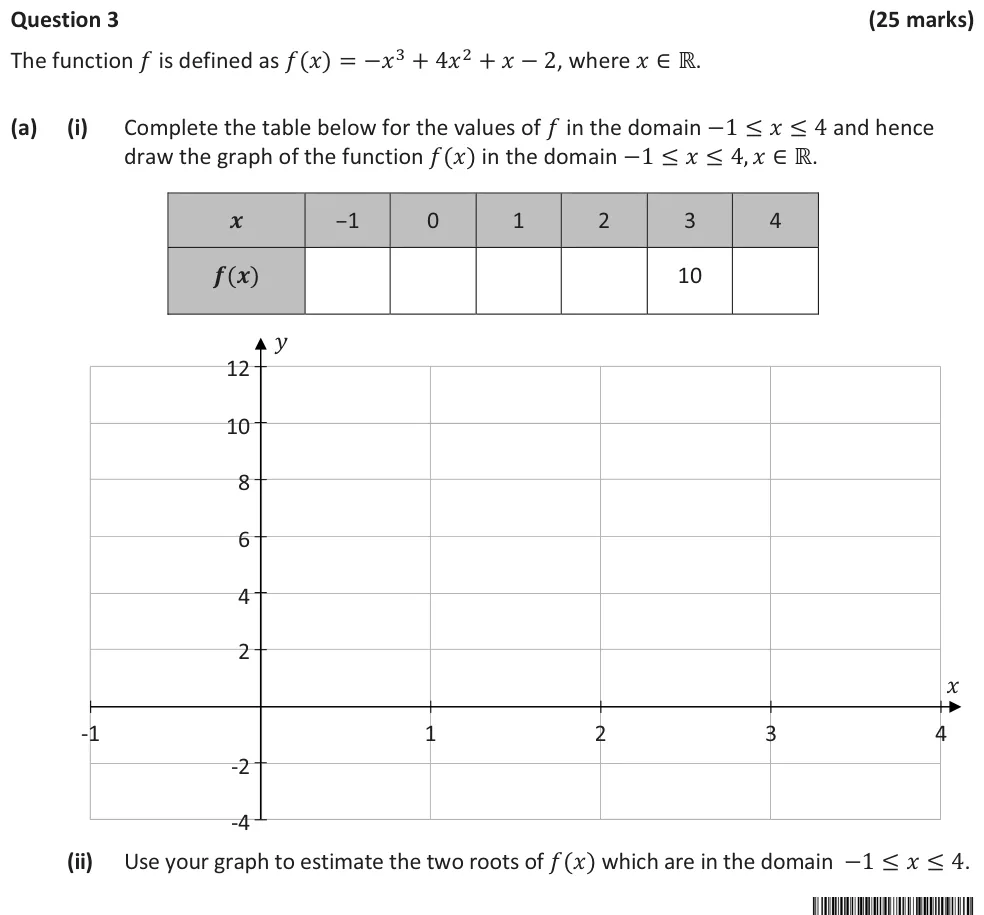 Question 3 (25 marks)
The function f is defined as f(x) = −x³ + 4x² + x − 2, where x ∈ ℝ.
(a) (i) Complete the table below for the values of f in the domain −1 ≤ x ≤ 4 and hence
draw the graph of the function f(x) in the domain −1 ≤ x ≤ 4, x ∈ ℝ.
x −1 0 1 2 3 4
f(x) 10
y
12
10
8
6
4
2
x
-1 1 2 3 4
-2
-4
(ii) Use your graph to estimate the two roots of f(x) which are in the domain −1 ≤ x ≤ 4.